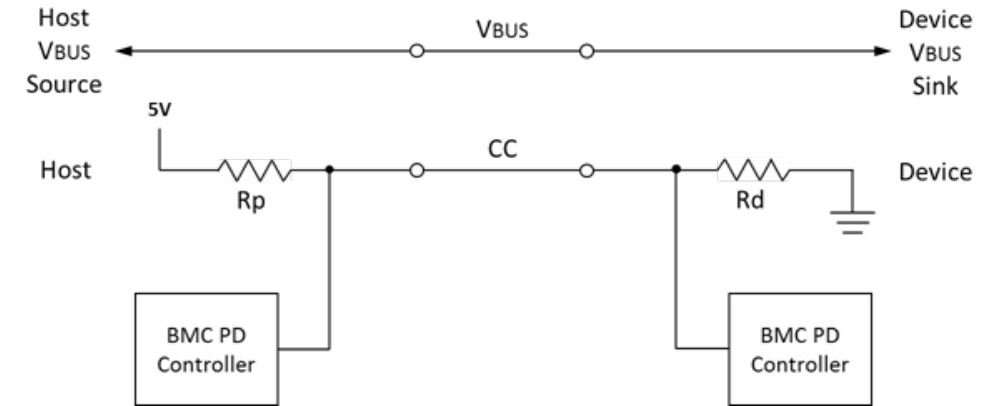 Host
VBUS
Source
VBUS
Device
VBUS
Sink
5V
Host
Rp
CC
Rd
Device
BMC PD
Controller
BMC PD
Controller